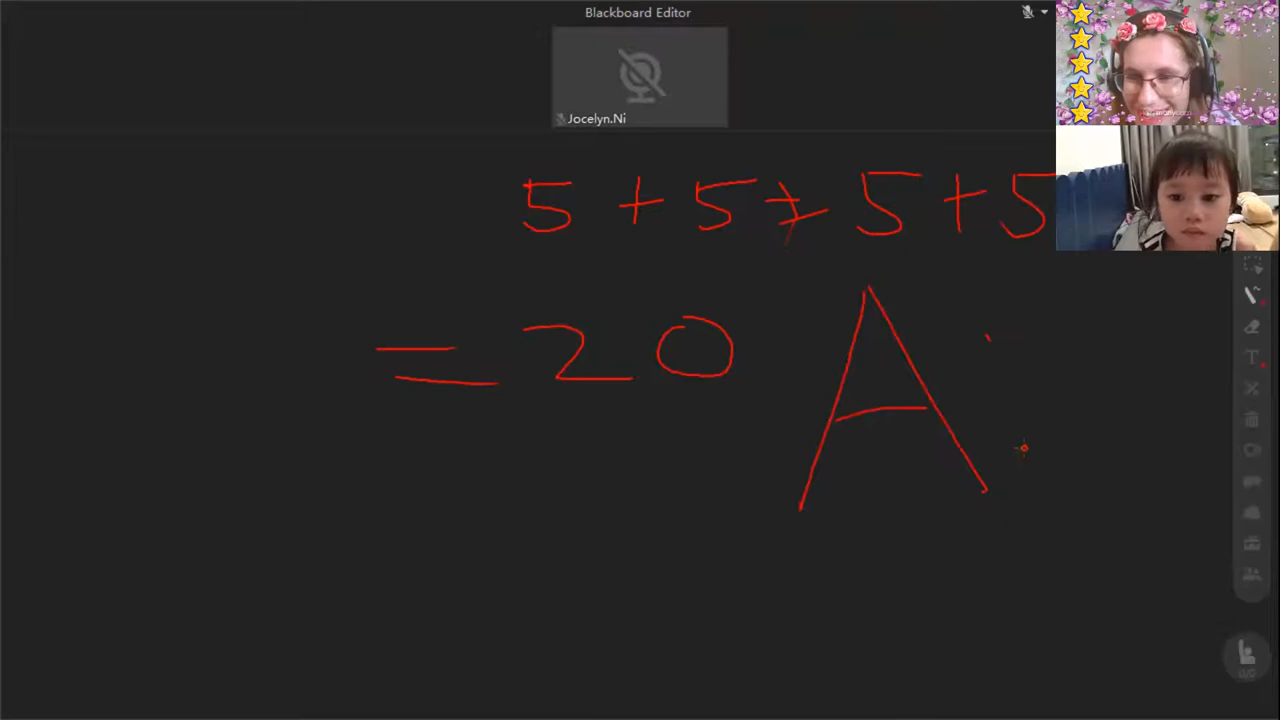 Blackboard Editor
Jocelyn.Ni
5 + 5 + 5 + 5
= 20 A
T